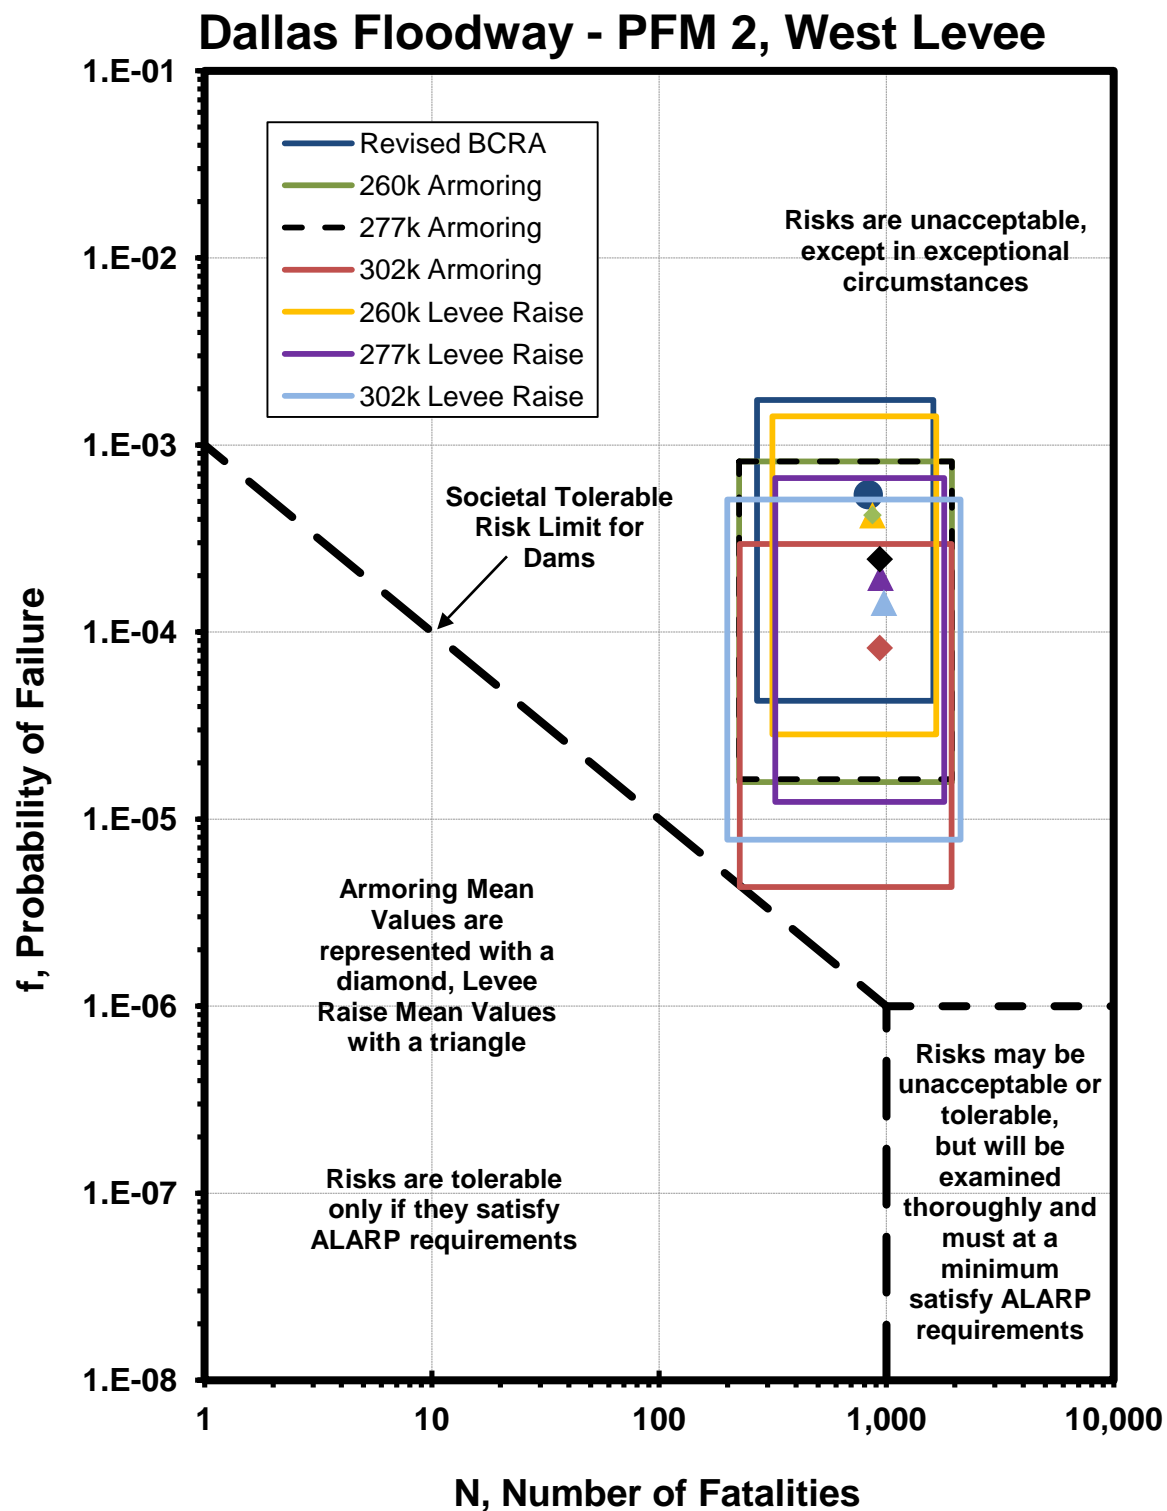 Dallas Floodway - PFM 2, West Levee
1.E-01
1.E-02
1.E-03
1.E-04
1.E-05
1.E-06
1.E-07
1.E-08
f, Probability of Failure
Revised BCRA
260k Armoring
277k Armoring
302k Armoring
260k Levee Raise
277k Levee Raise
302k Levee Raise
Risks are unacceptable,
except in exceptional
circumstances
Societal Tolerable
Risk Limit for
Dams
Armoring Mean
Values are
represented with a
diamond, Levee
Raise Mean Values
with a triangle
Risks are tolerable
only if they satisfy
ALARP requirements
Risks may be
unacceptable or
tolerable,
but will be
examined
thoroughly and
must at a
minimum
satisfy ALARP
requirements
1
10
100
1,000
10,000
N, Number of Fatalities